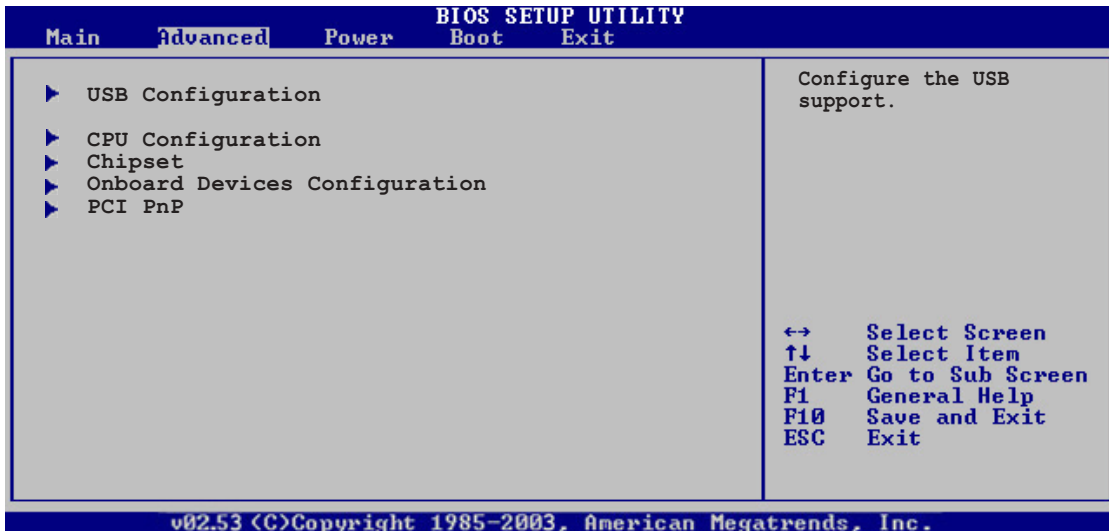 BIOS SETUP UTILITY
Main Advanced Power Boot Exit
USB Configuration
CPU Configuration
Chipset
Onboard Devices Configuration
PCI PnP
Configure the USB
support.
←→ Select Screen
↑↓ Select Item
Enter Go to Sub Screen
F1 General Help
F10 Save and Exit
ESC Exit
v02.53 (C)Copyright 1985-2003, American Megatrends, Inc.